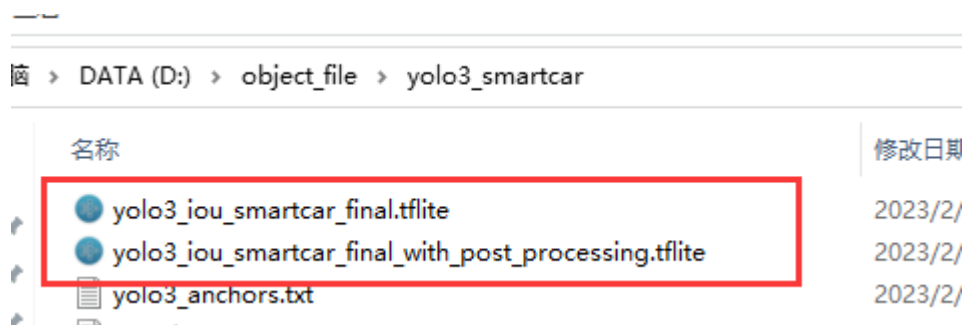 脑 > DATA (D:) > object_file > yolo3_smartcar
名称 修改日期
yolo3_iou_smartcar_final.tflite 2023/2/
yolo3_iou_smartcar_final_with_post_processing.tflite 2023/2/
yolo3_anchors.txt 2023/2/